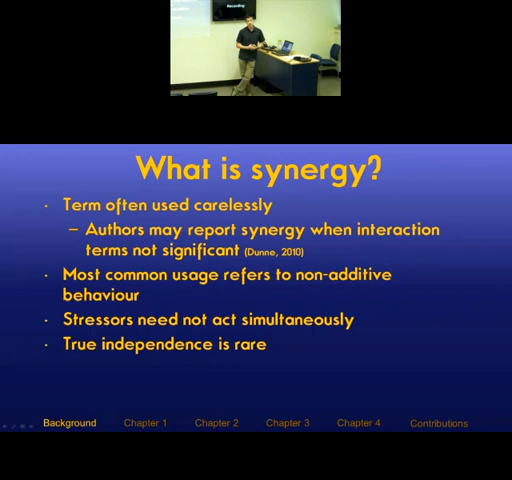 Recording
What is synergy?
· Term often used carelessly
– Authors may report synergy when interaction
terms not significant (Dunne, 2010)
· Most common usage refers to non-additive
behaviour
· Stressors need not act simultaneously
· True independence is rare
Background Chapter 1 Chapter 2 Chapter 3 Chapter 4 Contributions